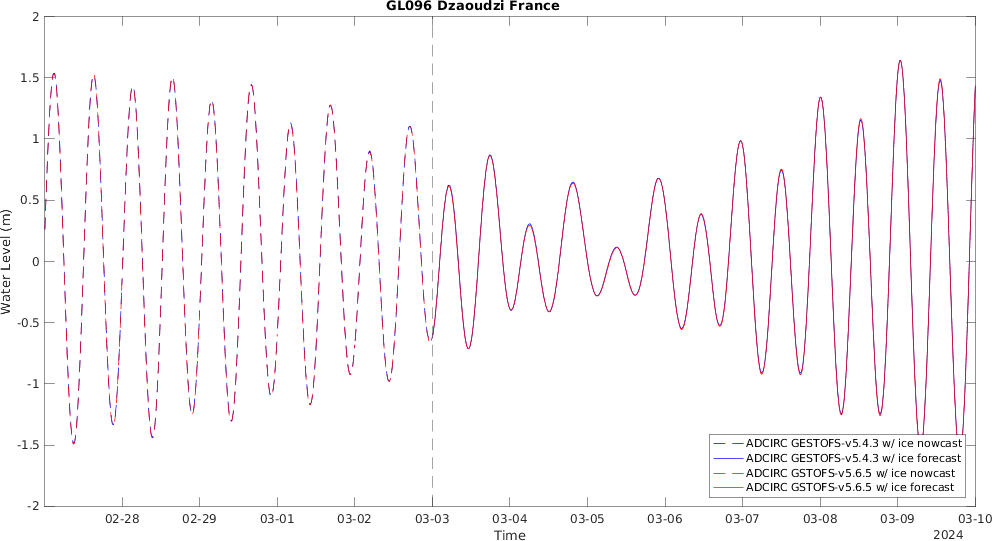 GL096 Dzaoudzi France
2
1.5
1
0.5
0
-0.5
-1
-1.5
-2
Water Level (m)
ADCIRC GESTOFS-v5.4.3 w/ ice nowcast
ADCIRC GESTOFS-v5.4.3 w/ ice forecast
ADCIRC GSTOFS-v5.6.5 w/ ice nowcast
ADCIRC GSTOFS-v5.6.5 w/ ice forecast
02-28 02-29 03-01 03-02 03-03 03-04 03-05 03-06 03-07 03-08 03-09 03-10
Time
2024